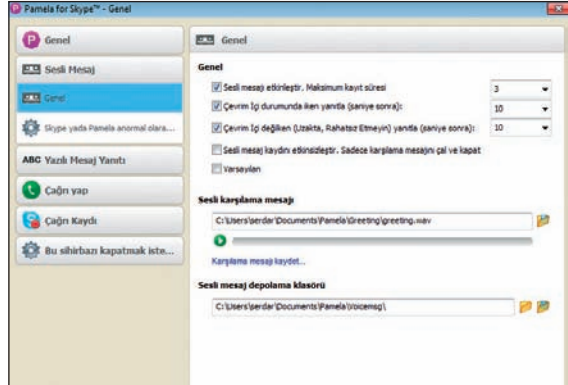 Pamela for Skype™ - Genel
Genel
Sesli Mesaj
Genel
Skype yada Pamela anormal olara...
ABC Yazılı Mesaj Yanıtı
Çağrı yap
Çağrı Kaydı
Bu sihirbazı kapatmak iste...
Genel
Genel
Sesli mesajı etkinleştir. Maksimum kayıt süresi 3
Çevrim İçi durumunda iken yanıtla (saniye sonra): 10
Çevrim İçi değilken (Uzakta, Rahatsız Etmeyin) yanıtla (saniye sonra): 10
Sesli mesaj kaydını etkinsizleştir. Sadece karşılama mesajını çal ve kapat
Varsayılan
Sesli karşılama mesajı
C:\Users\serdar\Documents\Pamela\Greeting\greeting.wav
Karşılama mesajı kaydet...
Sesli mesaj depolama klasörü
C:\Users\serdar\Documents\Pamela\Voicemsg\